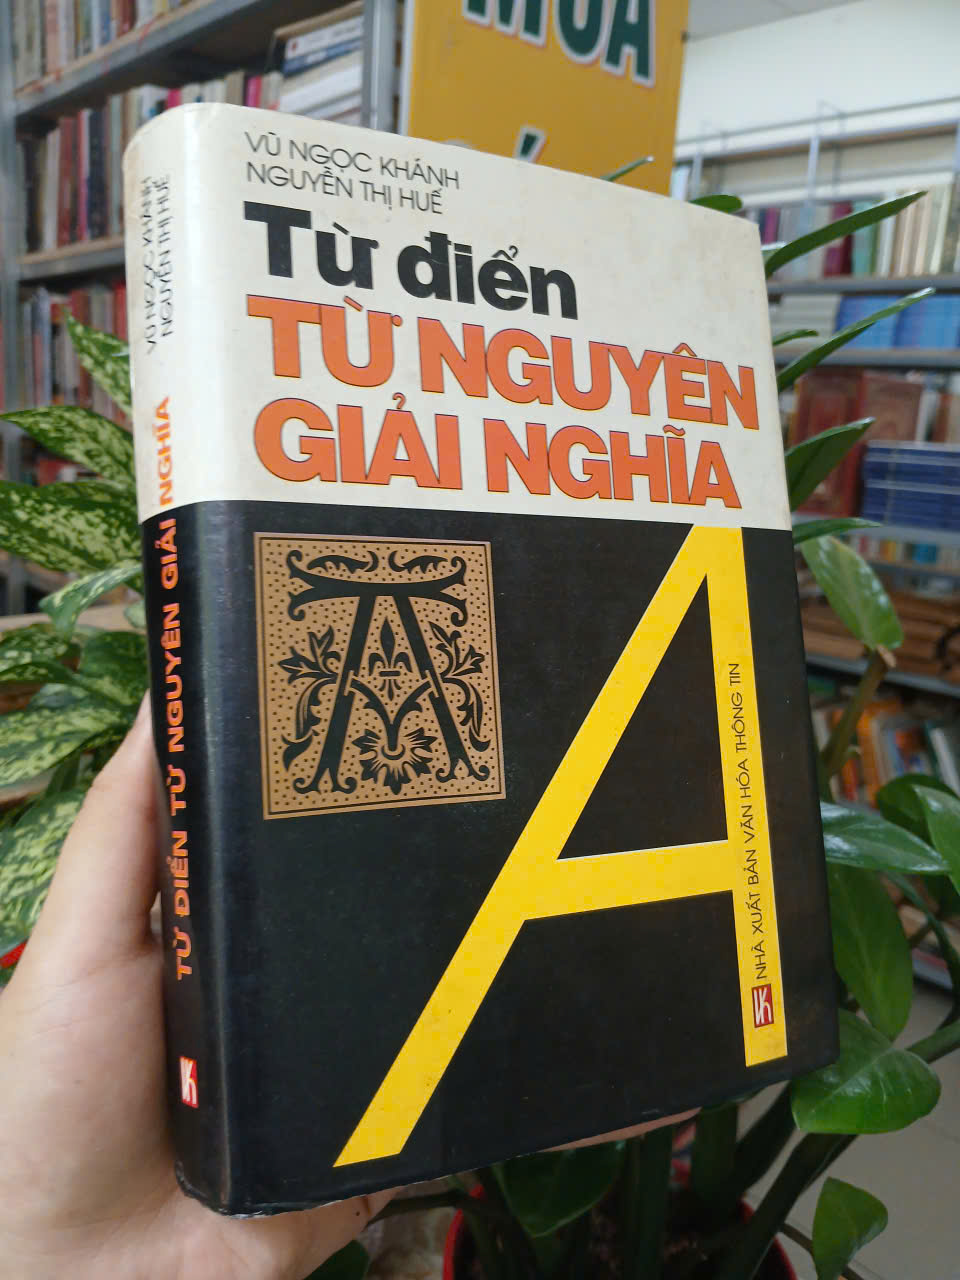 MUA
VŨ NGỌC KHÁNH
NGUYỄN THỊ HUẾ
Từ điển
TỪ NGUYÊN
GIẢI NGHĨA
A
A
NHÀ XUẤT BẢN VĂN HÓA THÔNG TIN
VŨ NGỌC KHÁNH
NGUYỄN THỊ HUẾ
TỪ ĐIỂN TỪ NGUYÊN GIẢI NGHĨA